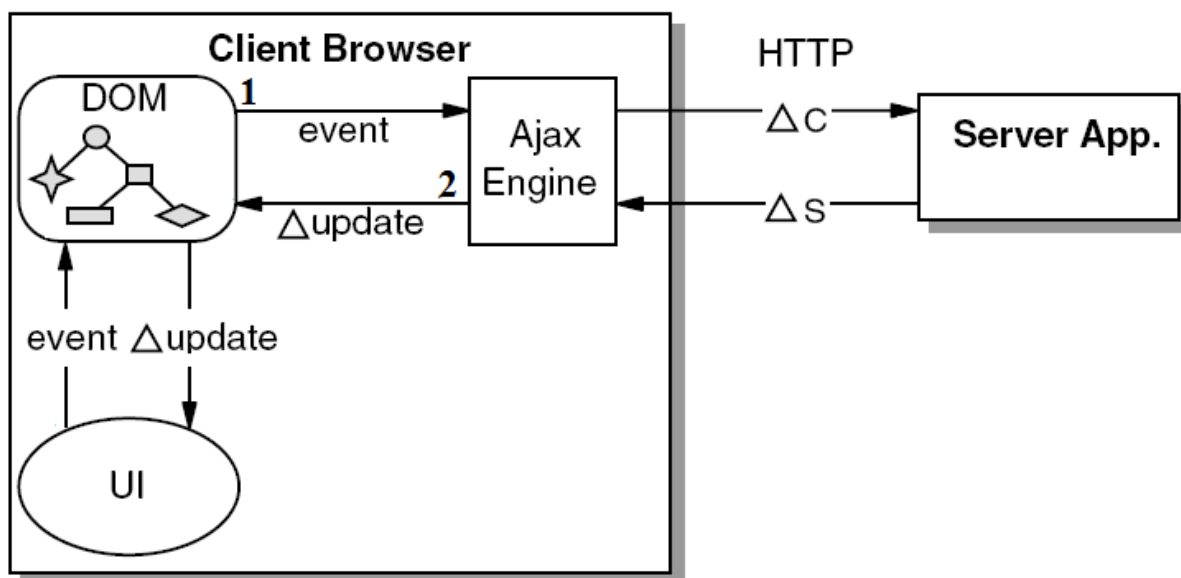 Client Browser
HTTP
DOM
1
event
Ajax
Engine
△C
Server App.
2
△update
△S
event △update
UI